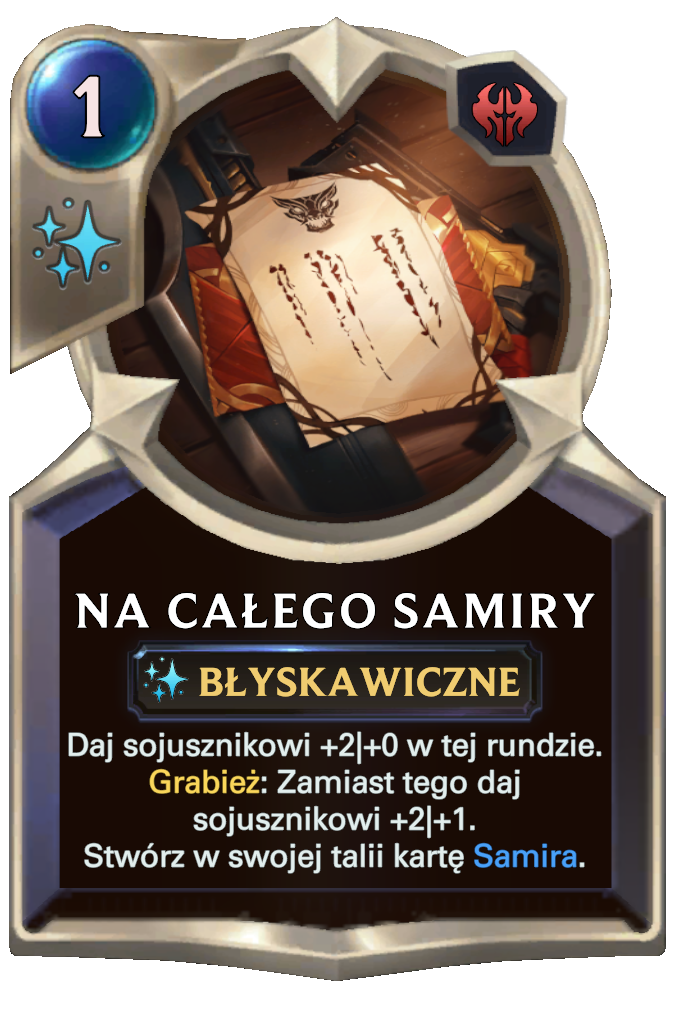 1
NA CAŁEGO SAMIRY
BŁYSKAWICZNE
Daj sojusznikowi +2|+0 w tej rundzie.
Grabież: Zamiast tego daj
sojusznikowi +2|+1.
Stwórz w swojej talii kartę Samira.